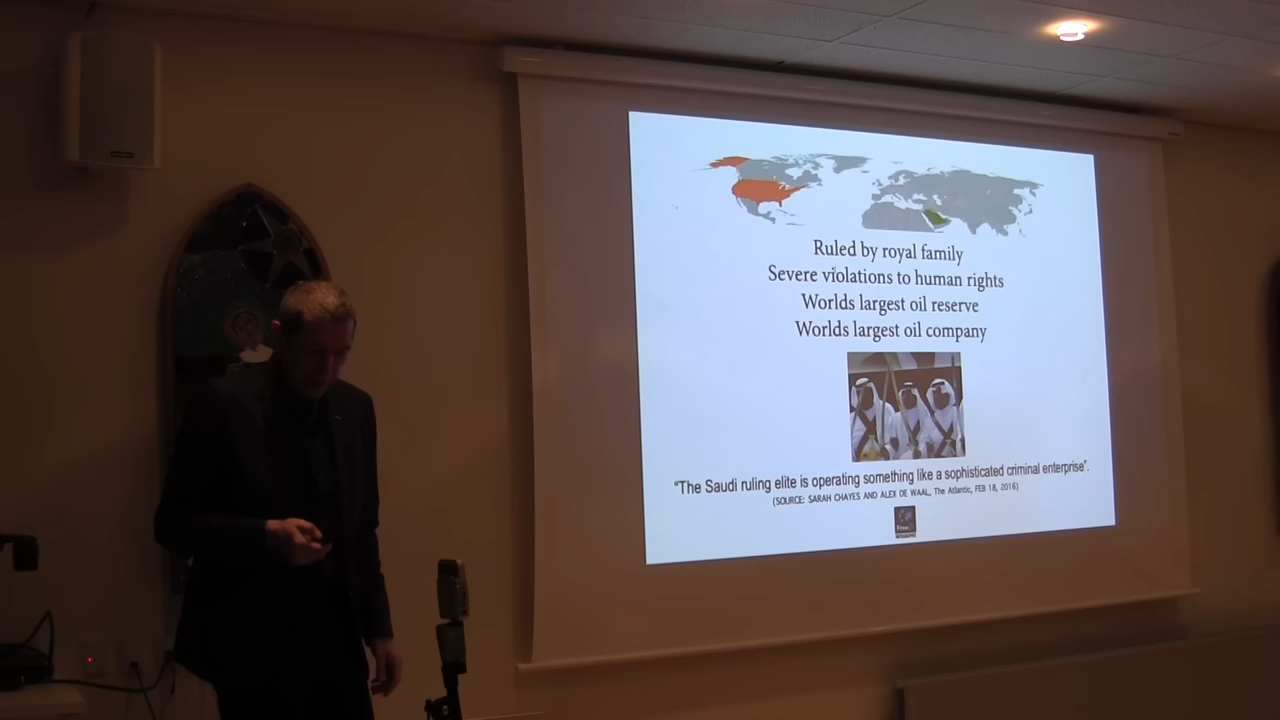 Ruled by royal family
Severe violations to human rights
Worlds largest oil reserve
Worlds largest oil company
“The Saudi ruling elite is operating something like a sophisticated criminal enterprise”.
(SOURCE: SARAH CHAYES AND ALEX DE WAAL, The Atlantic, FEB 18, 2016)